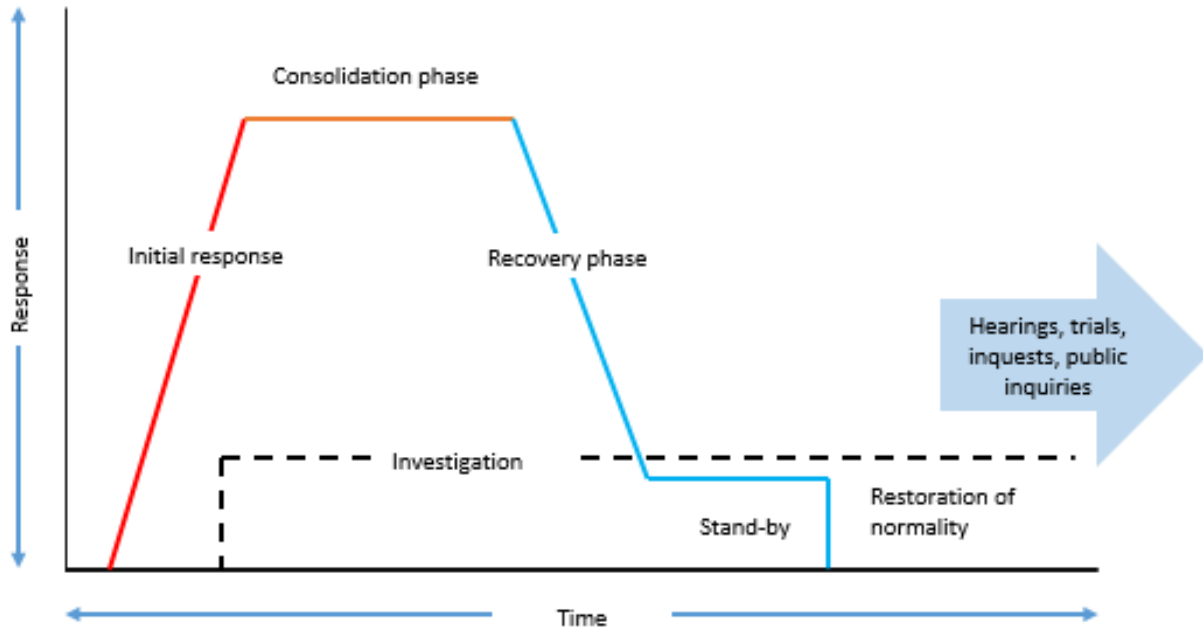 Consolidation phase
Initial response
Recovery phase
Response
Hearings, trials,
inquests, public
inquiries
Investigation
Stand-by
Restoration of
normality
Time